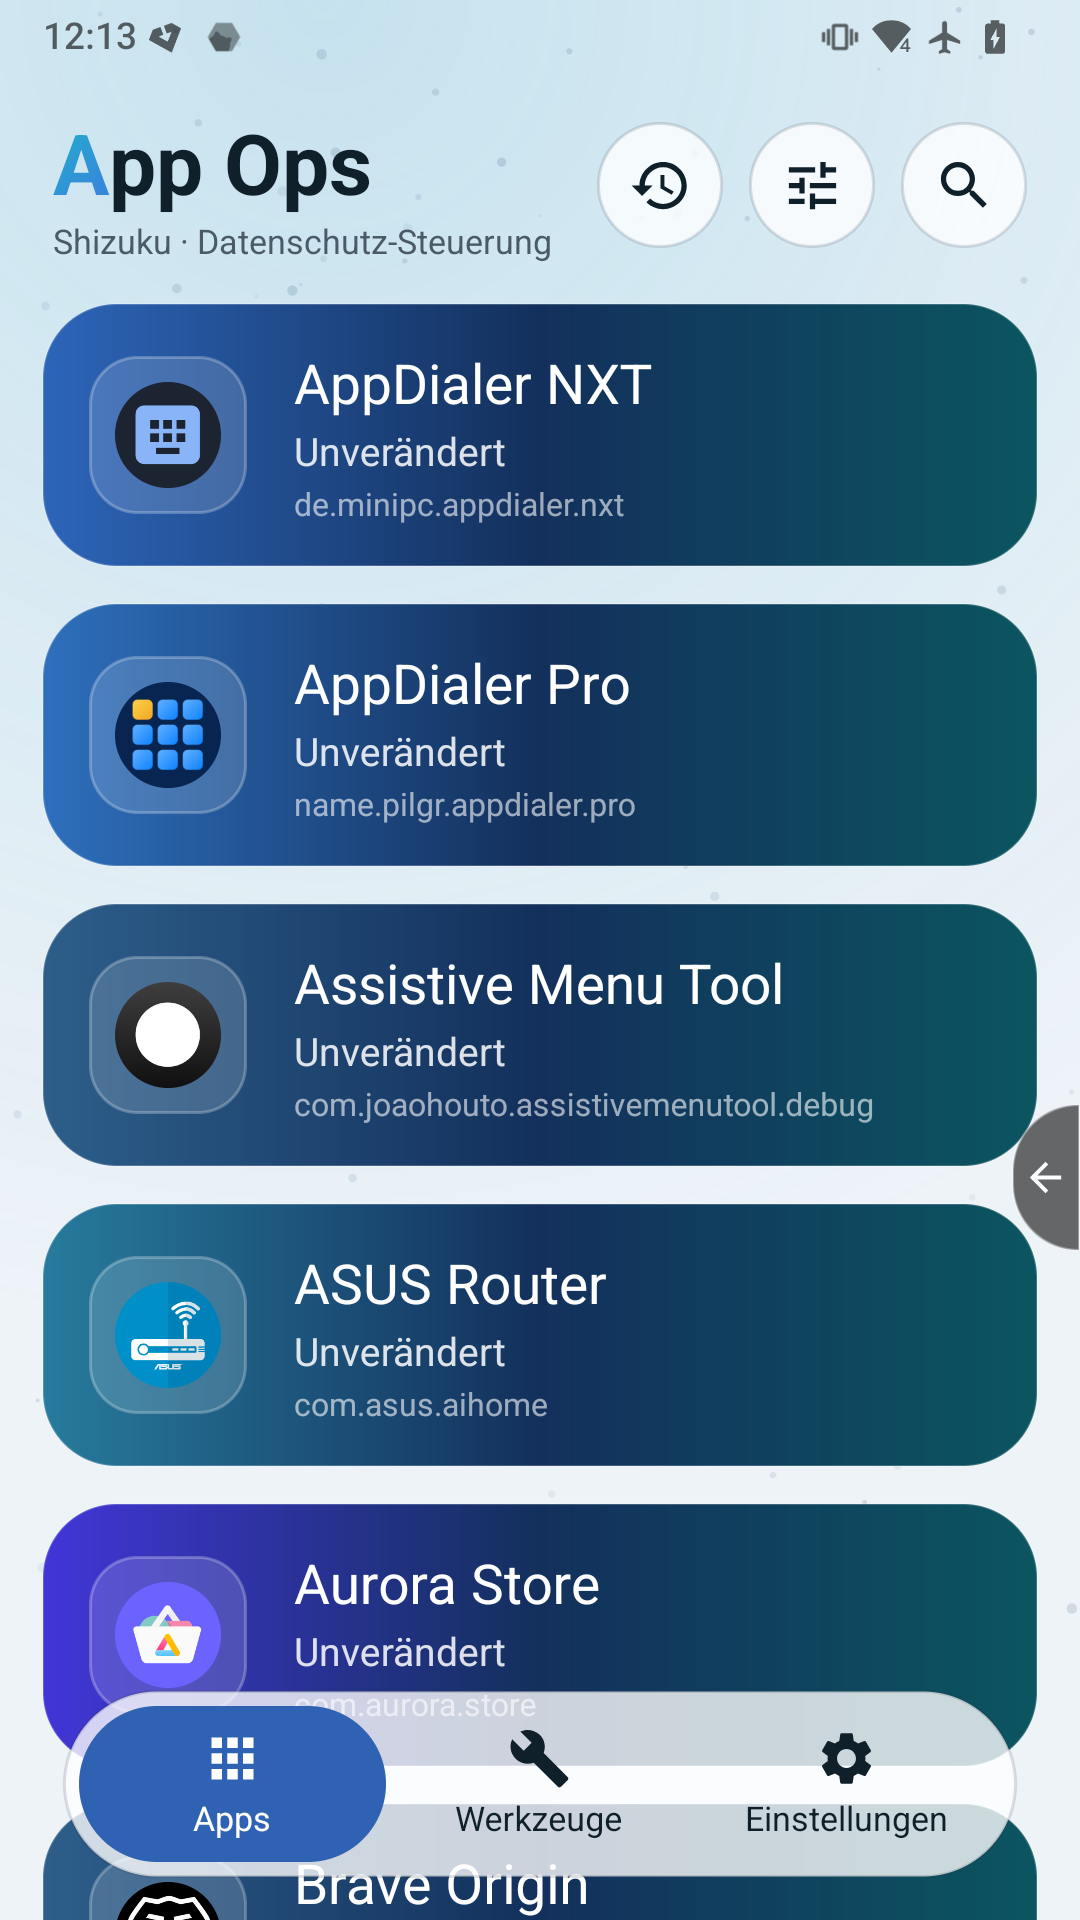 12:13
4
App Ops
Shizuku · Datenschutz-Steuerung
AppDialer NXT
Unverändert
de.minipc.appdialer.nxt
AppDialer Pro
Unverändert
name.pilgr.appdialer.pro
Assistive Menu Tool
Unverändert
com.joaohouto.assistivemenutool.debug
ASUS Router
Unverändert
com.asus.aihome
ASUS
Aurora Store
Unverändert
com.aurora.store
Apps
Werkzeuge
Einstellungen
Brave Origin